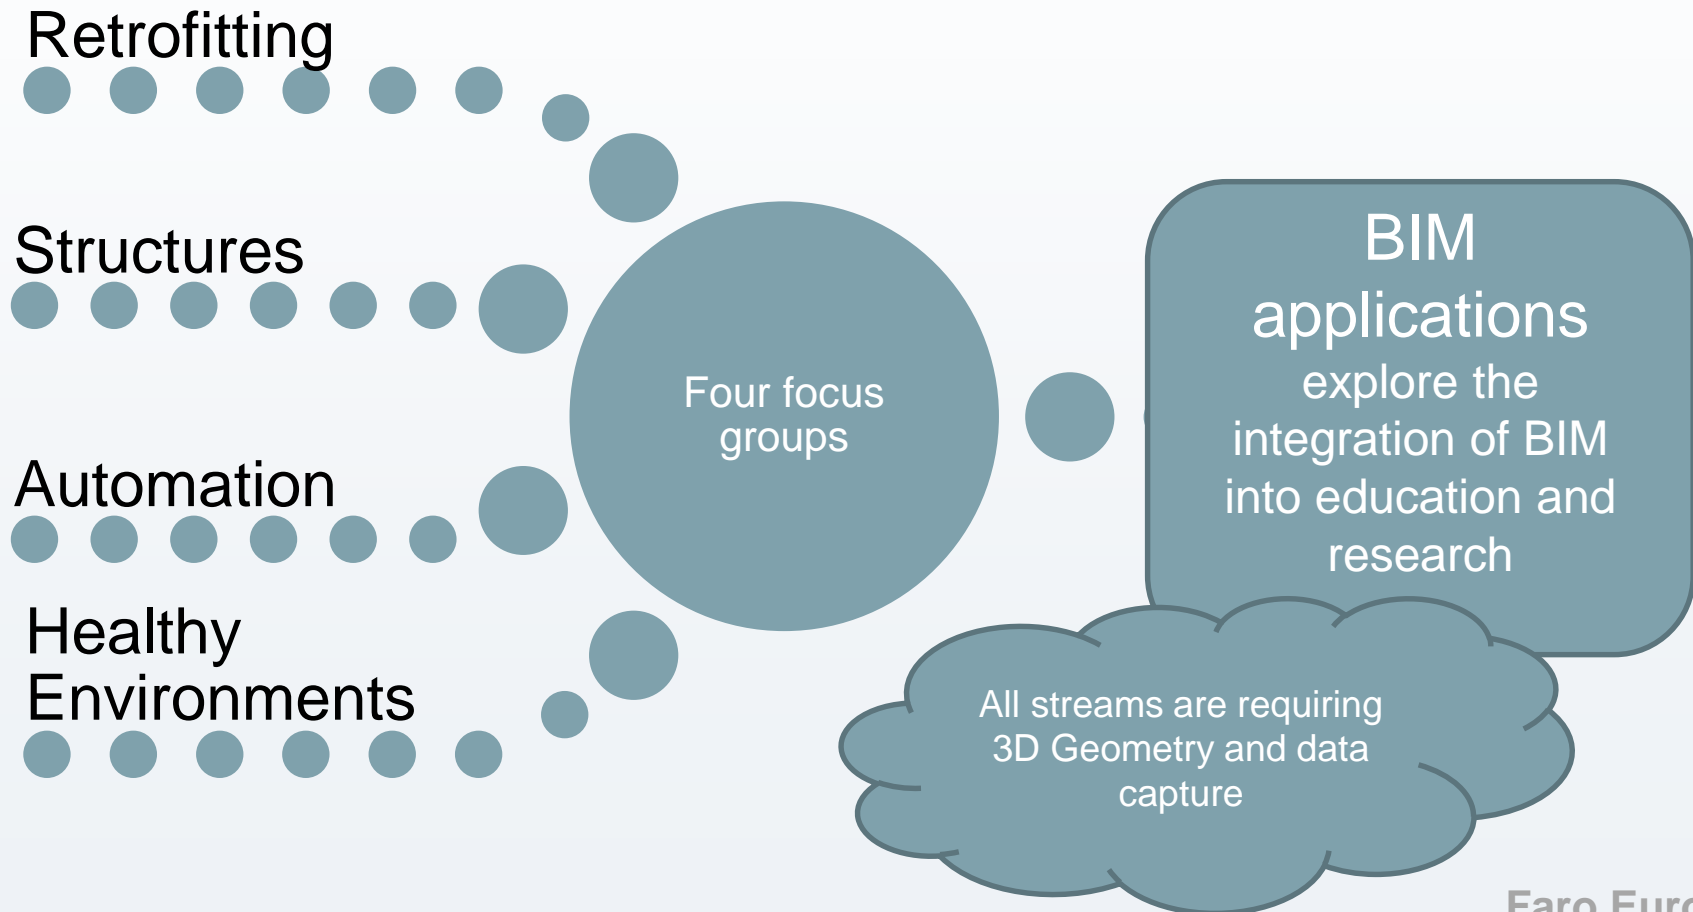 Retrofitting
Structures
Automation
Healthy
Environments
Four focus
groups
BIM
applications
explore the
integration of BIM
into education and
research
All streams are requiring
3D Geometry and data
capture
Faro